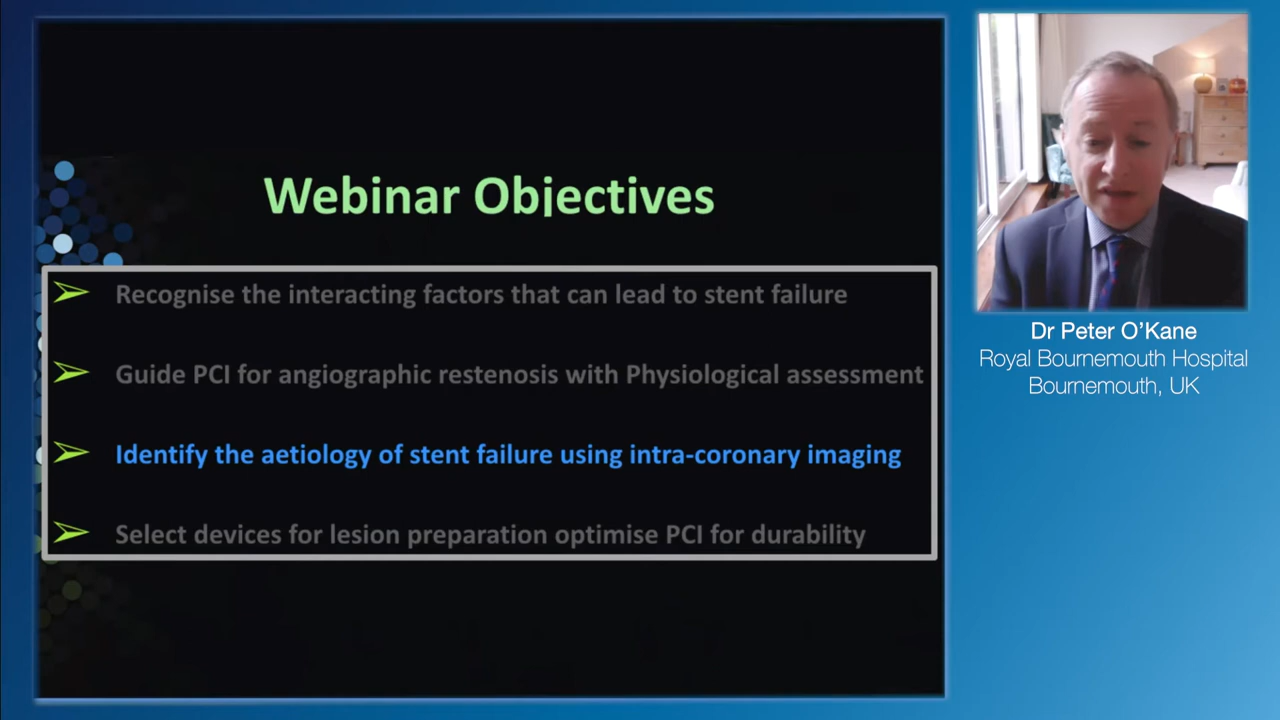 Webinar Objectives
Recognise the interacting factors that can lead to stent failure
Guide PCI for angiographic restenosis with Physiological assessment
Identify the aetiology of stent failure using intra-coronary imaging
Select devices for lesion preparation optimise PCI for durability
Dr Peter O'Kane
Royal Bournemouth Hospital
Bournemouth, UK